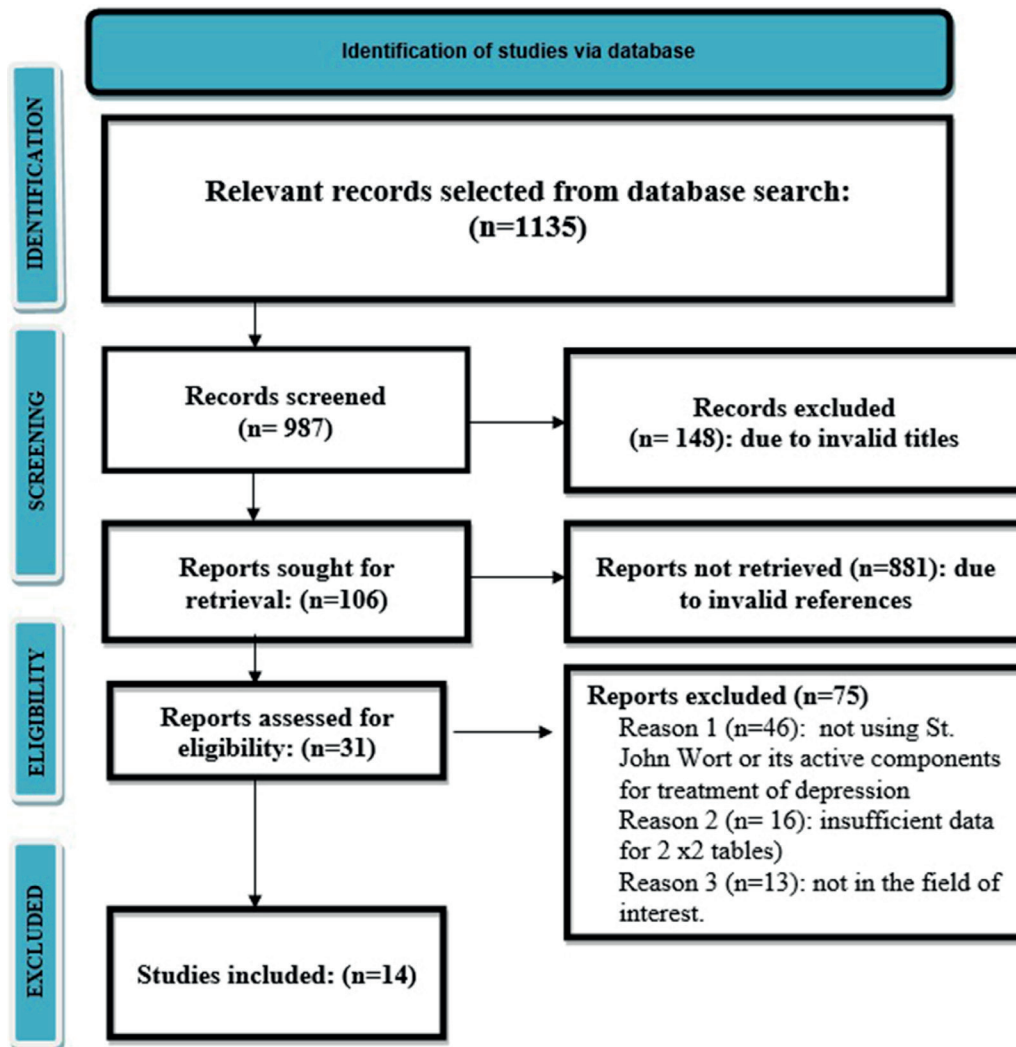 Identification of studies via database
IDENTIFICATION
Relevant records selected from database search:
(n=1135)
SCREENING
Records screened
(n= 987)
Records excluded
(n= 148): due to invalid titles
Reports sought for
retrieval: (n=106)
Reports not retrieved (n=881): due
to invalid references
ELIGIBILITY
Reports assessed for
eligibility: (n=31)
Reports excluded (n=75)
Reason 1 (n=46): not using St.
John Wort or its active components
for treatment of depression
Reason 2 (n= 16): insufficient data
for 2 x2 tables)
Reason 3 (n=13): not in the field of
interest.
EXCLUDED
Studies included: (n=14)